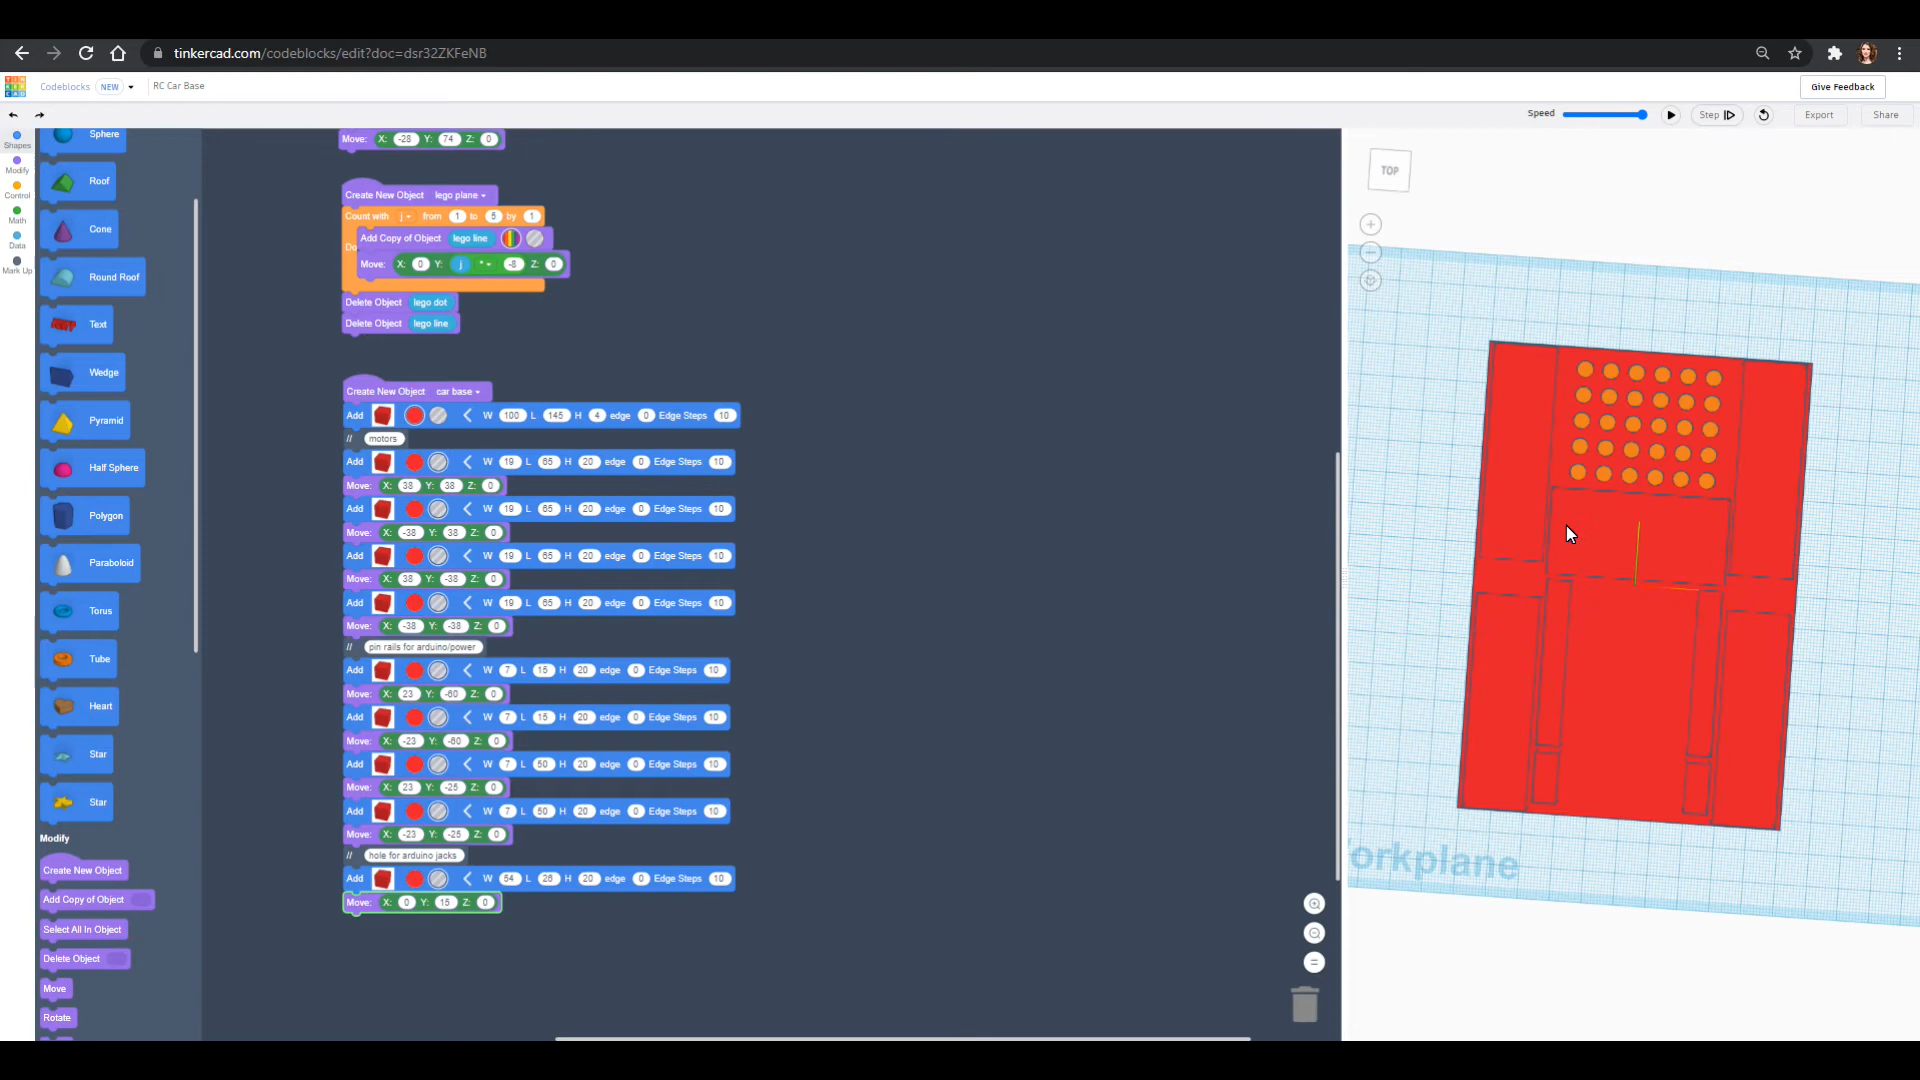 tinkercad.com/codeblocks/edit?doc=dsr32ZKFeNB
Codeblocks NEW RC Car Base
Give Feedback
Speed Step Export Share
Shapes
Modify
Control
Math
Data
Mark Up
Sphere
Roof
Cone
Round Roof
Text
Wedge
Pyramid
Half Sphere
Polygon
Paraboloid
Torus
Tube
Heart
Star
Star
Modify
Create New Object
Add Copy of Object
Select All In Object
Delete Object
Move
Rotate
Move: X: -28 Y: 74 Z: 0
Create New Object lego plane
Count with j from 1 to 5 by 1
Do
Add Copy of Object lego line
Move: X: 0 Y: j * -8 Z: 0
Delete Object lego dot
Delete Object lego line
Create New Object car base
Add W 100 L 145 H 4 edge 0 Edge Steps 10
// motors
Add W 19 L 65 H 20 edge 0 Edge Steps 10
Move: X: 38 Y: 38 Z: 0
Add W 19 L 65 H 20 edge 0 Edge Steps 10
Move: X: -38 Y: 38 Z: 0
Add W 19 L 65 H 20 edge 0 Edge Steps 10
Move: X: 38 Y: -38 Z: 0
Add W 19 L 65 H 20 edge 0 Edge Steps 10
Move: X: -38 Y: -38 Z: 0
// pin rails for arduino/power
Add W 7 L 15 H 20 edge 0 Edge Steps 10
Move: X: 23 Y: -60 Z: 0
Add W 7 L 15 H 20 edge 0 Edge Steps 10
Move: X: -23 Y: -60 Z: 0
Add W 7 L 50 H 20 edge 0 Edge Steps 10
Move: X: 23 Y: -25 Z: 0
Add W 7 L 50 H 20 edge 0 Edge Steps 10
Move: X: -23 Y: -25 Z: 0
// hole for arduino jacks
Add W 54 L 26 H 20 edge 0 Edge Steps 10
Move: X: 0 Y: 15 Z: 0
TOP
orkplane